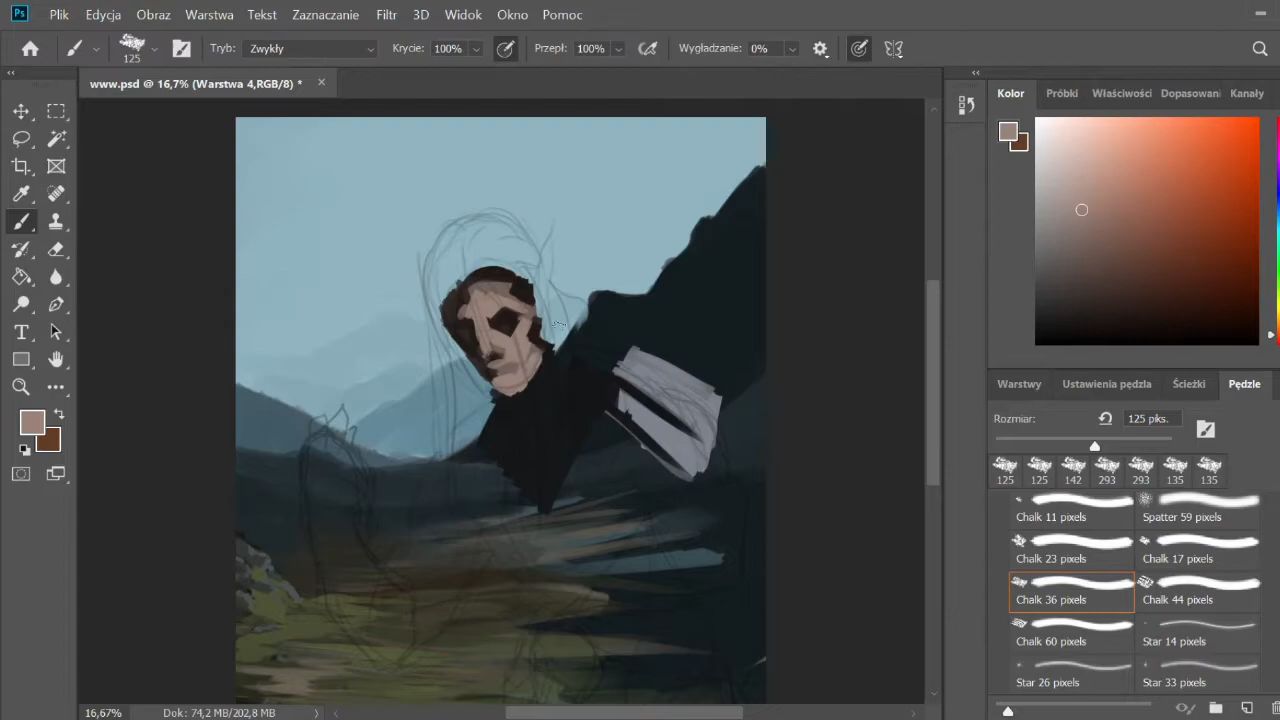 Ps Plik Edycja Obraz Warstwa Tekst Zaznaczanie Filtr 3D Widok Okno Pomoc
125 Tryb: Zwykły Krycie: 100% Przepł: 100% Wygładzanie: 0%
www.psd @ 16,7% (Warstwa 4,RGB/8) *
Kolor Próbki Właściwości Dopasowani Kanały
Warstwy Ustawienia pędzla Ścieżki Pędzle
Rozmiar: 125 pks.
125 125 142 293 293 135 135
Chalk 11 pixels Spatter 59 pixels
Chalk 23 pixels Chalk 17 pixels
Chalk 36 pixels Chalk 44 pixels
Chalk 60 pixels Star 14 pixels
Star 26 pixels Star 33 pixels
16,67% Dok: 74,2 MB/202,8 MB